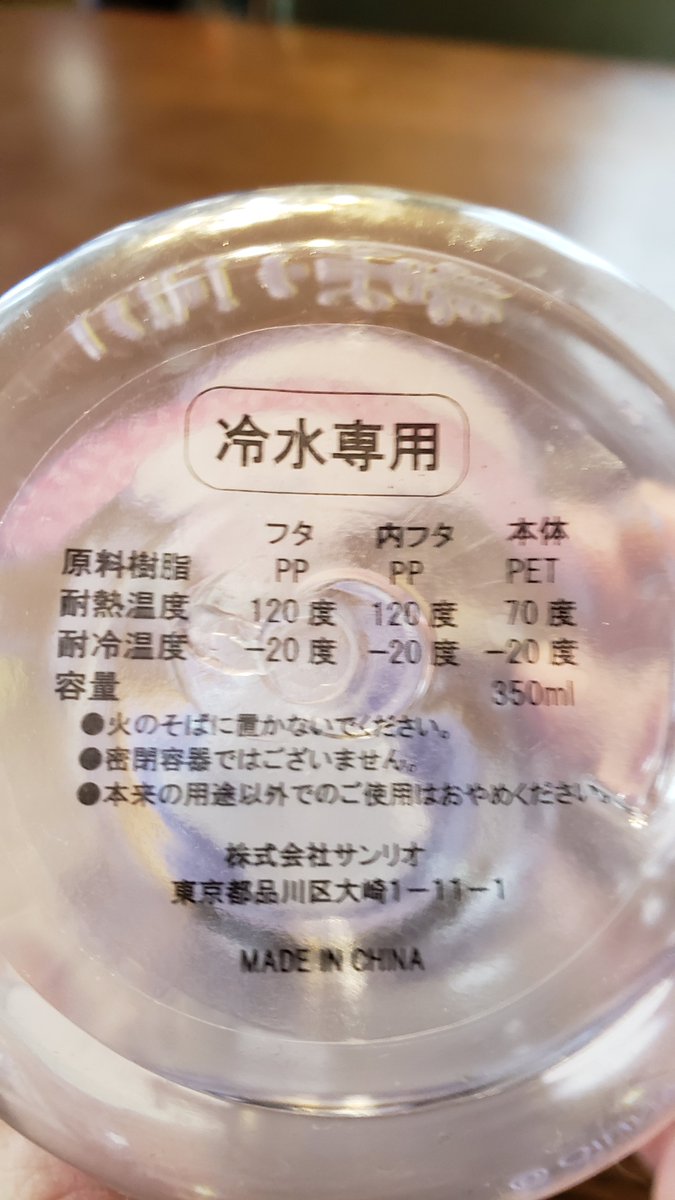 冷水専用
フタ 内フタ 本体
原料樹脂 PP PP PET
耐熱温度 120度 120度 70度
耐冷温度 −20度 −20度 −20度
容量 350ml
●火のそばに置かないでください。
●密閉容器ではございません。
●本来の用途以外でのご使用はおやめください。
株式会社サンリオ
東京都品川区大崎1−11−1
MADE IN CHINA